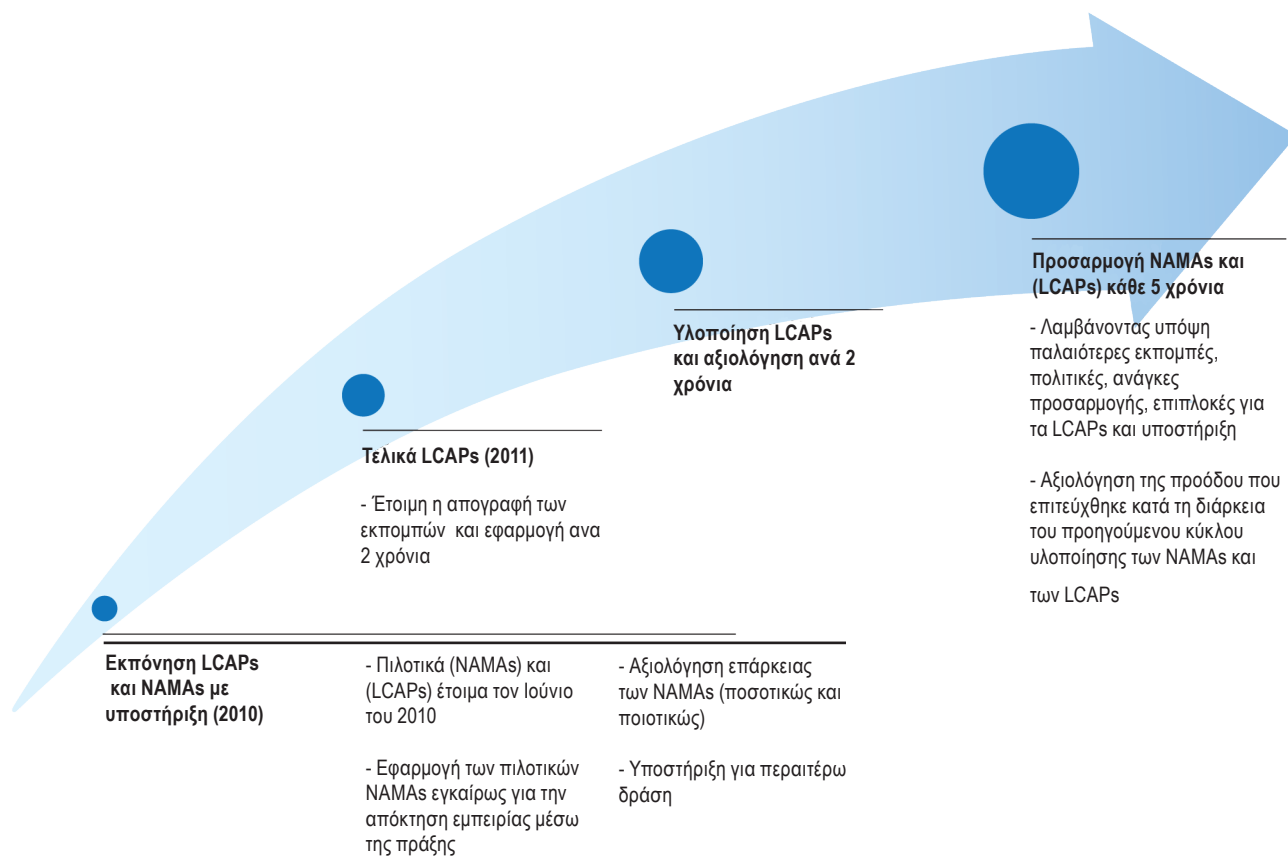 Εκπόνηση LCAPs
και NAMAs με
υποστήριξη (2010)
- Πιλοτικά (NAMAs) και
(LCAPs) έτοιμα τον Ιούνιο
του 2010
- Εφαρμογή των πιλοτικών
NAMAs εγκαίρως για την
απόκτηση εμπειρίας μέσω
της πράξης
- Αξιολόγηση επάρκειας
των NAMAs (ποσοτικώς και
ποιοτικώς)
- Υποστήριξη για περαιτέρω
δράση
Τελικά LCAPs (2011)
- Έτοιμη η απογραφή των
εκπομπών και εφαρμογή ανα
2 χρόνια
Υλοποίηση LCAPs
και αξιολόγηση ανά 2
χρόνια
Προσαρμογή NAMAs και
(LCAPs) κάθε 5 χρόνια
- Λαμβάνοντας υπόψη
παλαιότερες εκπομπές,
πολιτικές, ανάγκες
προσαρμογής, επιπλοκές για
τα LCAPs και υποστήριξη
- Αξιολόγηση της προόδου που
επιτεύχθηκε κατά τη διάρκεια
του προηγούμενου κύκλου
υλοποίησης των NAMAs και
των LCAPs